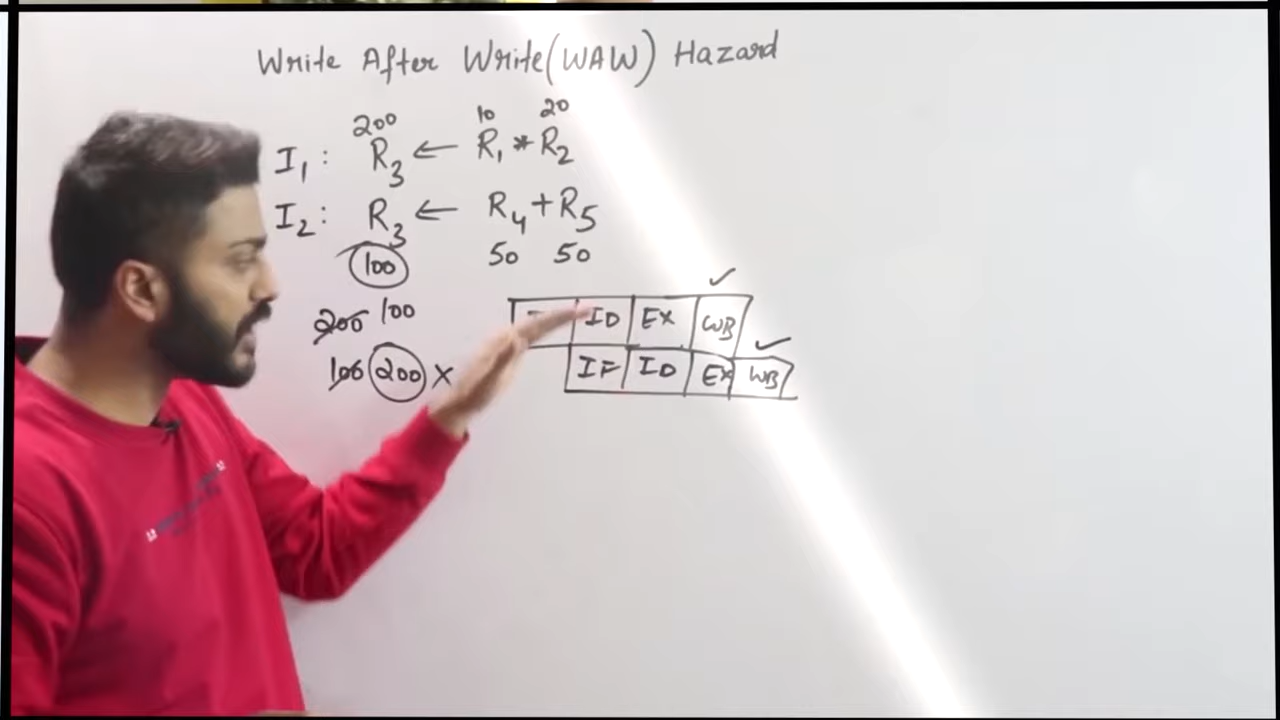 Write After Write (WAW) Hazard
200 10 20
I1: R3 ← R1 * R2
I2: R3 ← R4 + R5
100 50 50
200 100
100 200 X
ID EX WB
IF ID EX WB